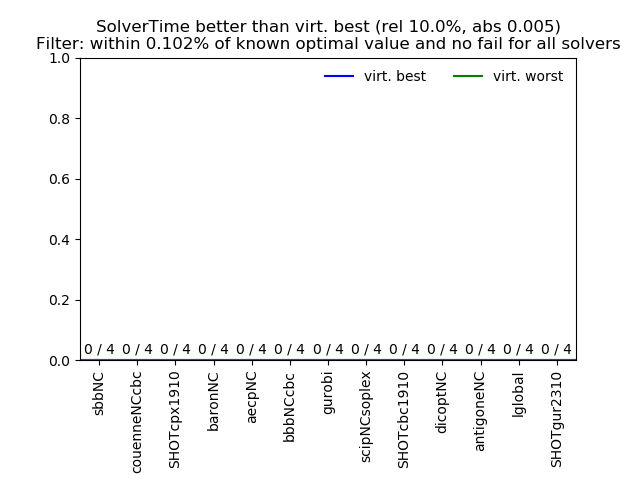 SolverTime better than virt. best (rel 10.0%, abs 0.005)
Filter: within 0.102% of known optimal value and no fail for all solvers
virt. best
virt. worst
1.0
0.8
0.6
0.4
0.2
0.0
0 / 4 0 / 4 0 / 4 0 / 4 0 / 4 0 / 4 0 / 4 0 / 4 0 / 4 0 / 4 0 / 4 0 / 4 0 / 4
sbbNC
couenneNCcbc
SHOTcpx1910
baronNC
aecpNC
bbbNCcbc
gurobi
scipNCsoplex
SHOTcbc1910
dicoptNC
antigoneNC
lglobal
SHOTgur2310